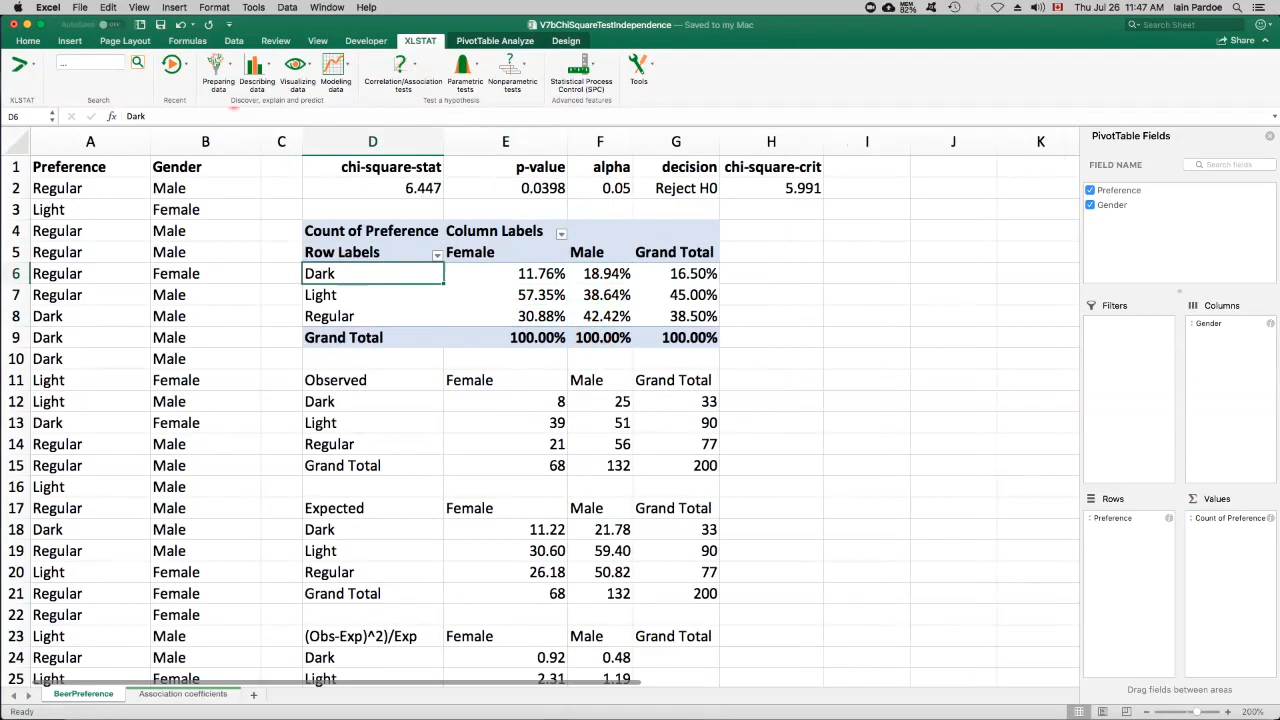 Excel File Edit View Insert Format Tools Data Window Help MEM 82% Thu Jul 26 11:47 AM Iain Pardoe
AutoSave OFF V7bChiSquareTestIndependence — Saved to my Mac Search Sheet
Home Insert Page Layout Formulas Data Review View Developer XLSTAT PivotTable Analyze Design Share
...
Preparing data Describing data Visualizing data Modeling data Correlation/Association tests Parametric tests Nonparametric tests Statistical Process Control (SPC) Tools
XLSTAT Search Recent Discover, explain and predict Test a hypothesis Advanced features
D6 fx Dark
A B C D E F G H I J K
1 Preference Gender chi-square-stat p-value alpha decision chi-square-crit
2 Regular Male 6.447 0.0398 0.05 Reject H0 5.991
3 Light Female
4 Regular Male Count of Preference Column Labels
5 Regular Male Row Labels Female Male Grand Total
6 Regular Female Dark 11.76% 18.94% 16.50%
7 Regular Male Light 57.35% 38.64% 45.00%
8 Dark Male Regular 30.88% 42.42% 38.50%
9 Dark Male Grand Total 100.00% 100.00% 100.00%
10 Dark Male
11 Light Female Observed Female Male Grand Total
12 Light Male Dark 8 25 33
13 Dark Female Light 39 51 90
14 Regular Male Regular 21 56 77
15 Regular Male Grand Total 68 132 200
16 Light Male
17 Regular Male Expected Female Male Grand Total
18 Dark Male Dark 11.22 21.78 33
19 Regular Male Light 30.60 59.40 90
20 Light Female Regular 26.18 50.82 77
21 Regular Female Grand Total 68 132 200
22 Regular Female
23 Light Male (Obs-Exp)^2)/Exp Female Male Grand Total
24 Regular Male Dark 0.92 0.48
25 Regular Female Light 2.31 1.19
BeerPreference Association coefficients +
Ready 200%
PivotTable Fields
FIELD NAME Search fields
Preference
Gender
Filters Columns
Gender
Rows Values
Preference Count of Preference
Drag fields between areas